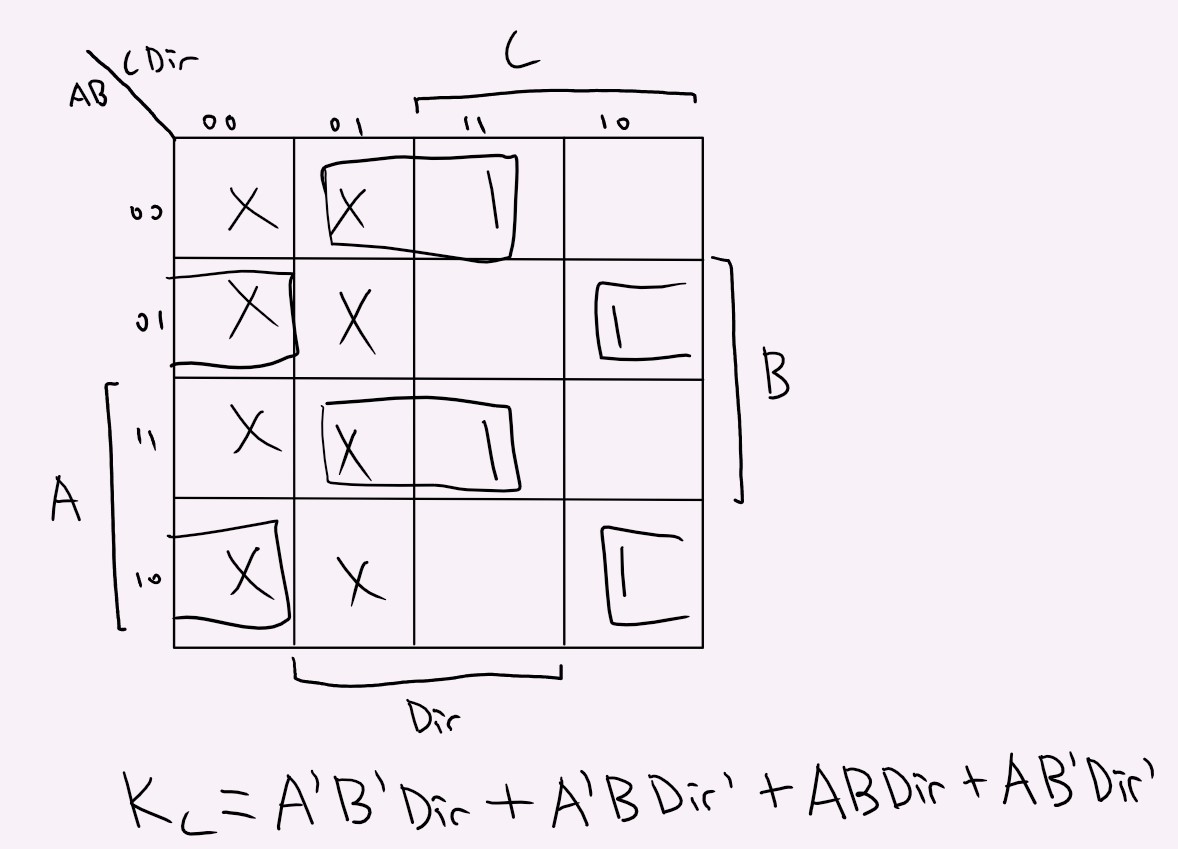 C
C Dir
AB
00 01 11 10
00 X X 1
01 X X 1
B
11 X X 1
A
10 X X 1
Dir
K_C = A'B'Dir + A'BDir' + ABDir + AB'Dir'